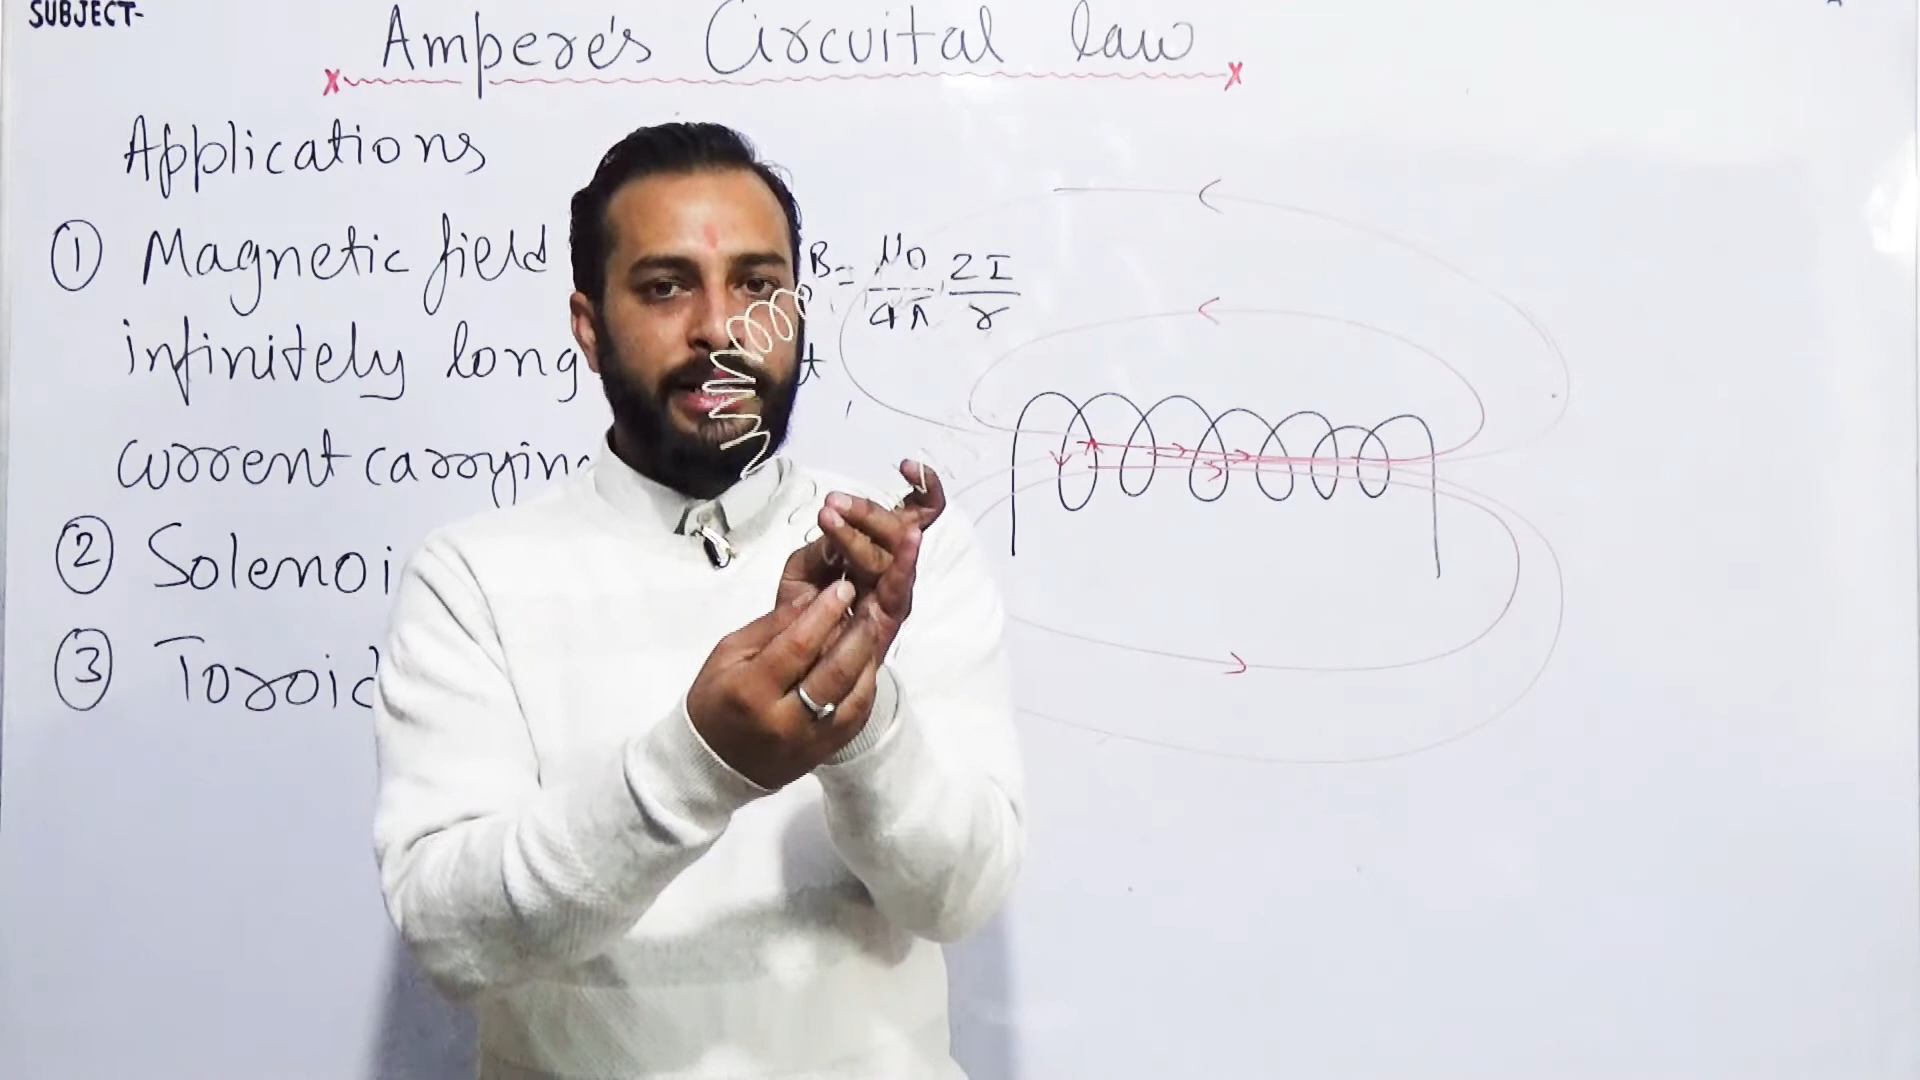 SUBJECT-
Ampere's Circuital law
Applications
① Magnetic field
B = μ0/4π 2I/r
infinitely long
current carrying
② Solenoi
③ Toroid